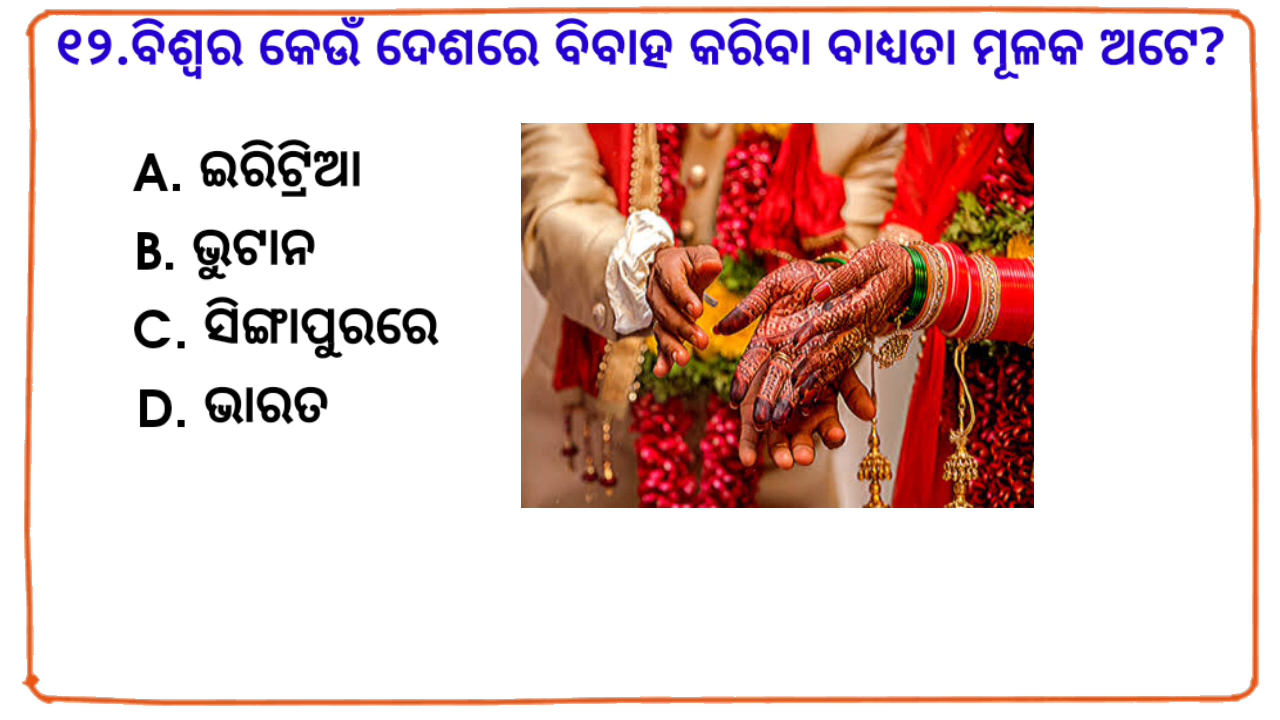 ୧୨.ବିଶ୍ୱର କେଉଁ ଦେଶରେ ବିବାହ କରିବା ବାଧ୍ୟତା ମୂଳକ ଅଟେ?
A. ଇରିଟ୍ରିଆ
B. ଭୁଟାନ
C. ସିଙ୍ଗାପୁରରେ
D. ଭାରତ